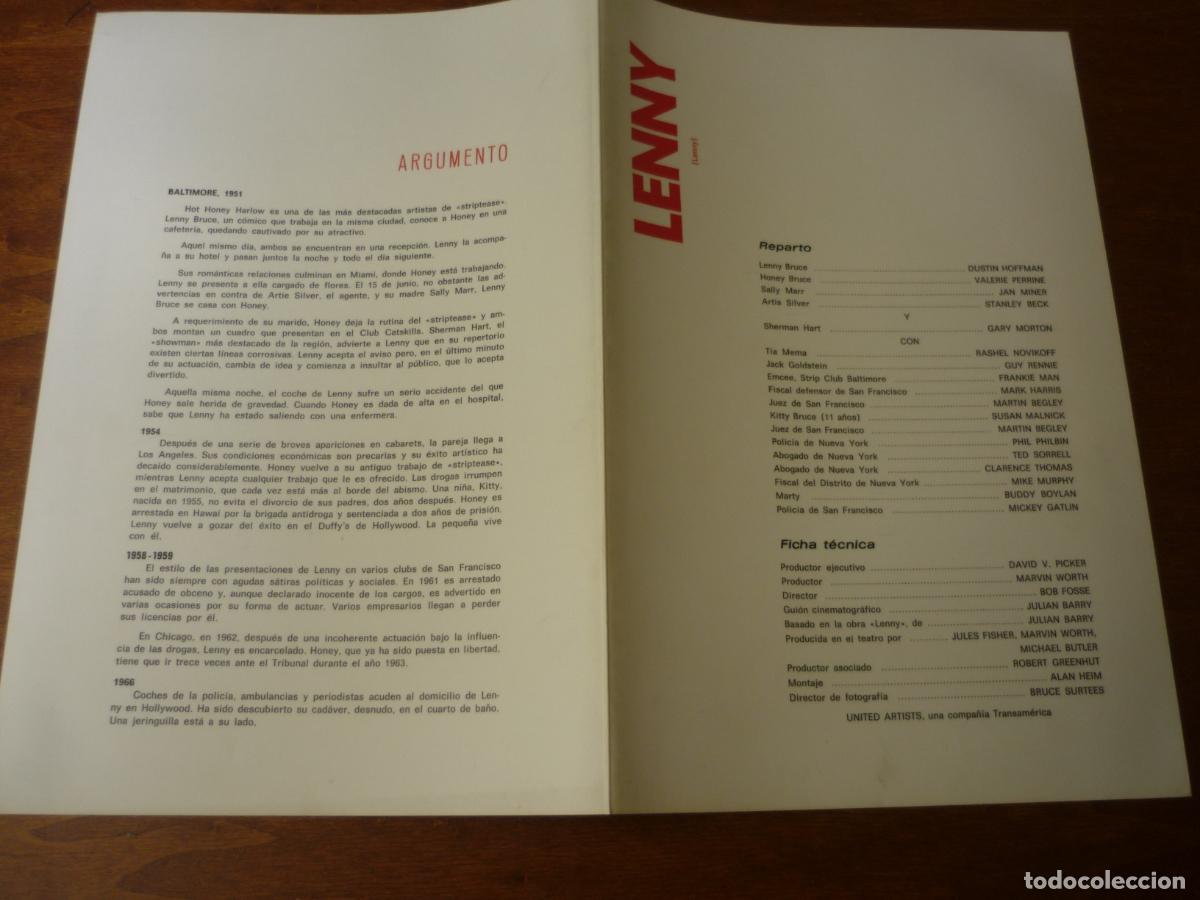 ARGUMENTO
BALTIMORE, 1951
Hot Honey Harlow es una de las más destacadas artistas de «striptease».
Lenny Bruce, un cómico que trabaja en la misma ciudad, conoce a Honey en una
cafetería, quedando cautivado por su atractivo.
Aquel mismo día, ambos se encuentran en una recepción. Lenny la acompa-
ña a su hotel y pasan juntos la noche y todo el día siguiente.
Sus románticas relaciones culminan en Miami, donde Honey está trabajando.
Lenny se presenta a ella cargado de flores. El 15 de junio, no obstante las ad-
vertencias en contra de Artie Silver, el agente, y su madre Sally Marr, Lenny
Bruce se casa con Honey.
A requerimiento de su marido, Honey deja la rutina del «striptease» y am-
bos montan un cuadro que presentan en el Club Catskills. Sherman Hart, el
«showman» más destacado de la región, advierte a Lenny que en su repertorio
existen ciertas líneas corrosivas. Lenny acepta el aviso pero, en el último minuto
de su actuación, cambia de idea y comienza a insultar al público, que lo acepta
divertido.
Aquella misma noche, el coche de Lenny sufre un serio accidente del que
Honey sale herida de gravedad. Cuando Honey es dada de alta en el hospital,
sabe que Lenny ha estado saliendo con una enfermera.
1954
Después de una serie de breves apariciones en cabarets, la pareja llega a
Los Angeles. Sus condiciones económicas son precarias y su éxito artístico ha
decaído considerablemente. Honey vuelve a su antiguo trabajo de «striptease»,
mientras Lenny acepta cualquier trabajo que le es ofrecido. Las drogas irrumpen
en el matrimonio, que cada vez está más al borde del abismo. Una niña, Kitty,
nacida en 1955, no evita el divorcio de sus padres, dos años después. Honey es
arrestada en Hawai por la brigada antidroga y sentenciada a dos años de prisión.
Lenny vuelve a gozar del éxito en el Duffy's de Hollywood. La pequeña vive
con él.
1958-1959
El estilo de las presentaciones de Lenny en varios clubs de San Francisco
han sido siempre con agudas sátiras políticas y sociales. En 1961 es arrestado
acusado de obceno y, aunque declarado inocente de los cargos, es advertido en
varias ocasiones por su forma de actuar. Varios empresarios llegan a perder
sus licencias por él.
En Chicago, en 1962, después de una incoherente actuación bajo la influen-
cia de las drogas, Lenny es encarcelado. Honey, que ya ha sido puesta en libertad,
tiene que ir trece veces ante el Tribunal durante el año 1963.
1966
Coches de la policía, ambulancias y periodistas acuden al domicilio de Len-
ny en Hollywood. Ha sido descubierto su cadáver, desnudo, en el cuarto de baño.
Una jeringuilla está a su lado.
LENNY
(Lenny)
Reparto
Lenny Bruce DUSTIN HOFFMAN
Honey Bruce VALERIE PERRINE
Sally Marr JAN MINER
Artis Silver STANLEY BECK
Y
Sherman Hart GARY MORTON
CON
Tia Mema RASHEL NOVIKOFF
Jack Goldstein GUY RENNIE
Emcee, Strip Club Baltimore FRANKIE MAN
Fiscal defensor de San Francisco MARK HARRIS
Juez de San Francisco MARTIN BEGLEY
Kitty Bruce (11 años) SUSAN MALNICK
Juez de San Francisco MARTIN BEGLEY
Policía de Nueva York PHIL PHILBIN
Abogado de Nueva York TED SORRELL
Abogado de Nueva York CLARENCE THOMAS
Fiscal del Distrito de Nueva York MIKE MURPHY
Marty BUDDY BOYLAN
Policía de San Francisco MICKEY GATLIN
Ficha técnica
Productor ejecutivo DAVID V. PICKER
Productor MARVIN WORTH
Director BOB FOSSE
Guión cinematográfico JULIAN BARRY
Basado en la obra «Lenny», de JULIAN BARRY
Producida en el teatro por JULES FISHER, MARVIN WORTH,
MICHAEL BUTLER
Productor asociado ROBERT GREENHUT
Montaje ALAN HEIM
Director de fotografía BRUCE SURTEES
UNITED ARTISTS, una compañía Transamérica
todocoleccion